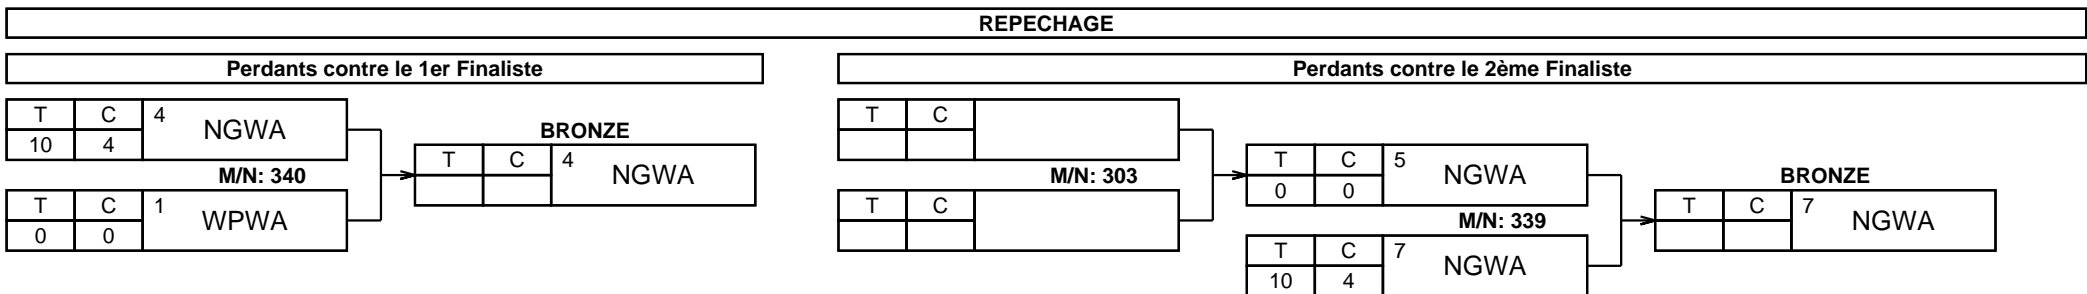 REPECHAGE
Perdants contre le 1er Finaliste
Perdants contre le 2ème Finaliste
T C 4 NGWA
10 4
M/N: 340
T C 1 WPWA
0 0
BRONZE
T C 4 NGWA
T C
M/N: 303
T C
T C 5 NGWA
0 0
M/N: 339
T C 7 NGWA
10 4
BRONZE
T C 7 NGWA